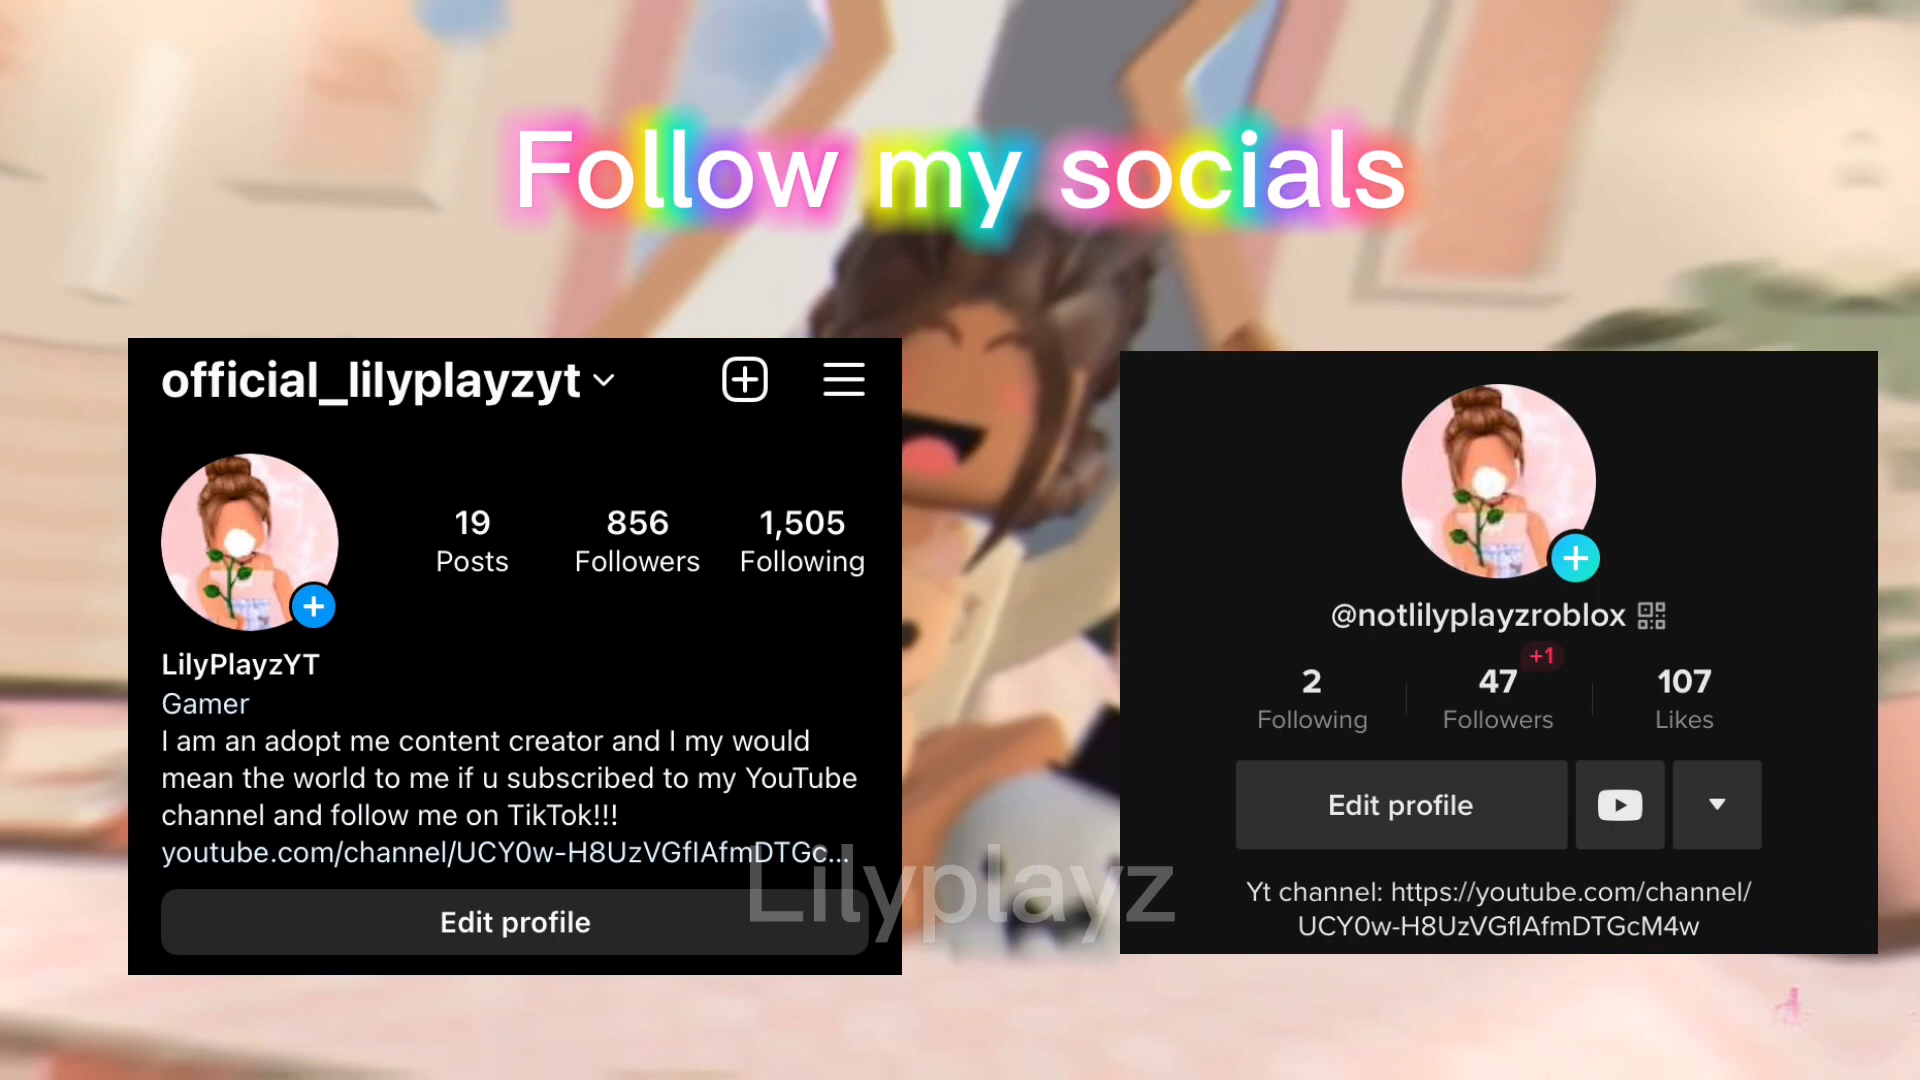 Follow my socials
official_lilyplayzyt
19 856 1,505
Posts Followers Following
LilyPlayzYT
Gamer
I am an adopt me content creator and I my would
mean the world to me if u subscribed to my YouTube
channel and follow me on TikTok!!!
youtube.com/channel/UCY0w-H8UzVGflAfmDTGc...
Edit profile
@notlilyplayzroblox
+1
2 47 107
Following Followers Likes
Edit profile
Yt channel: https://youtube.com/channel/
UCY0w-H8UzVGflAfmDTGcM4w
Lilyplayz